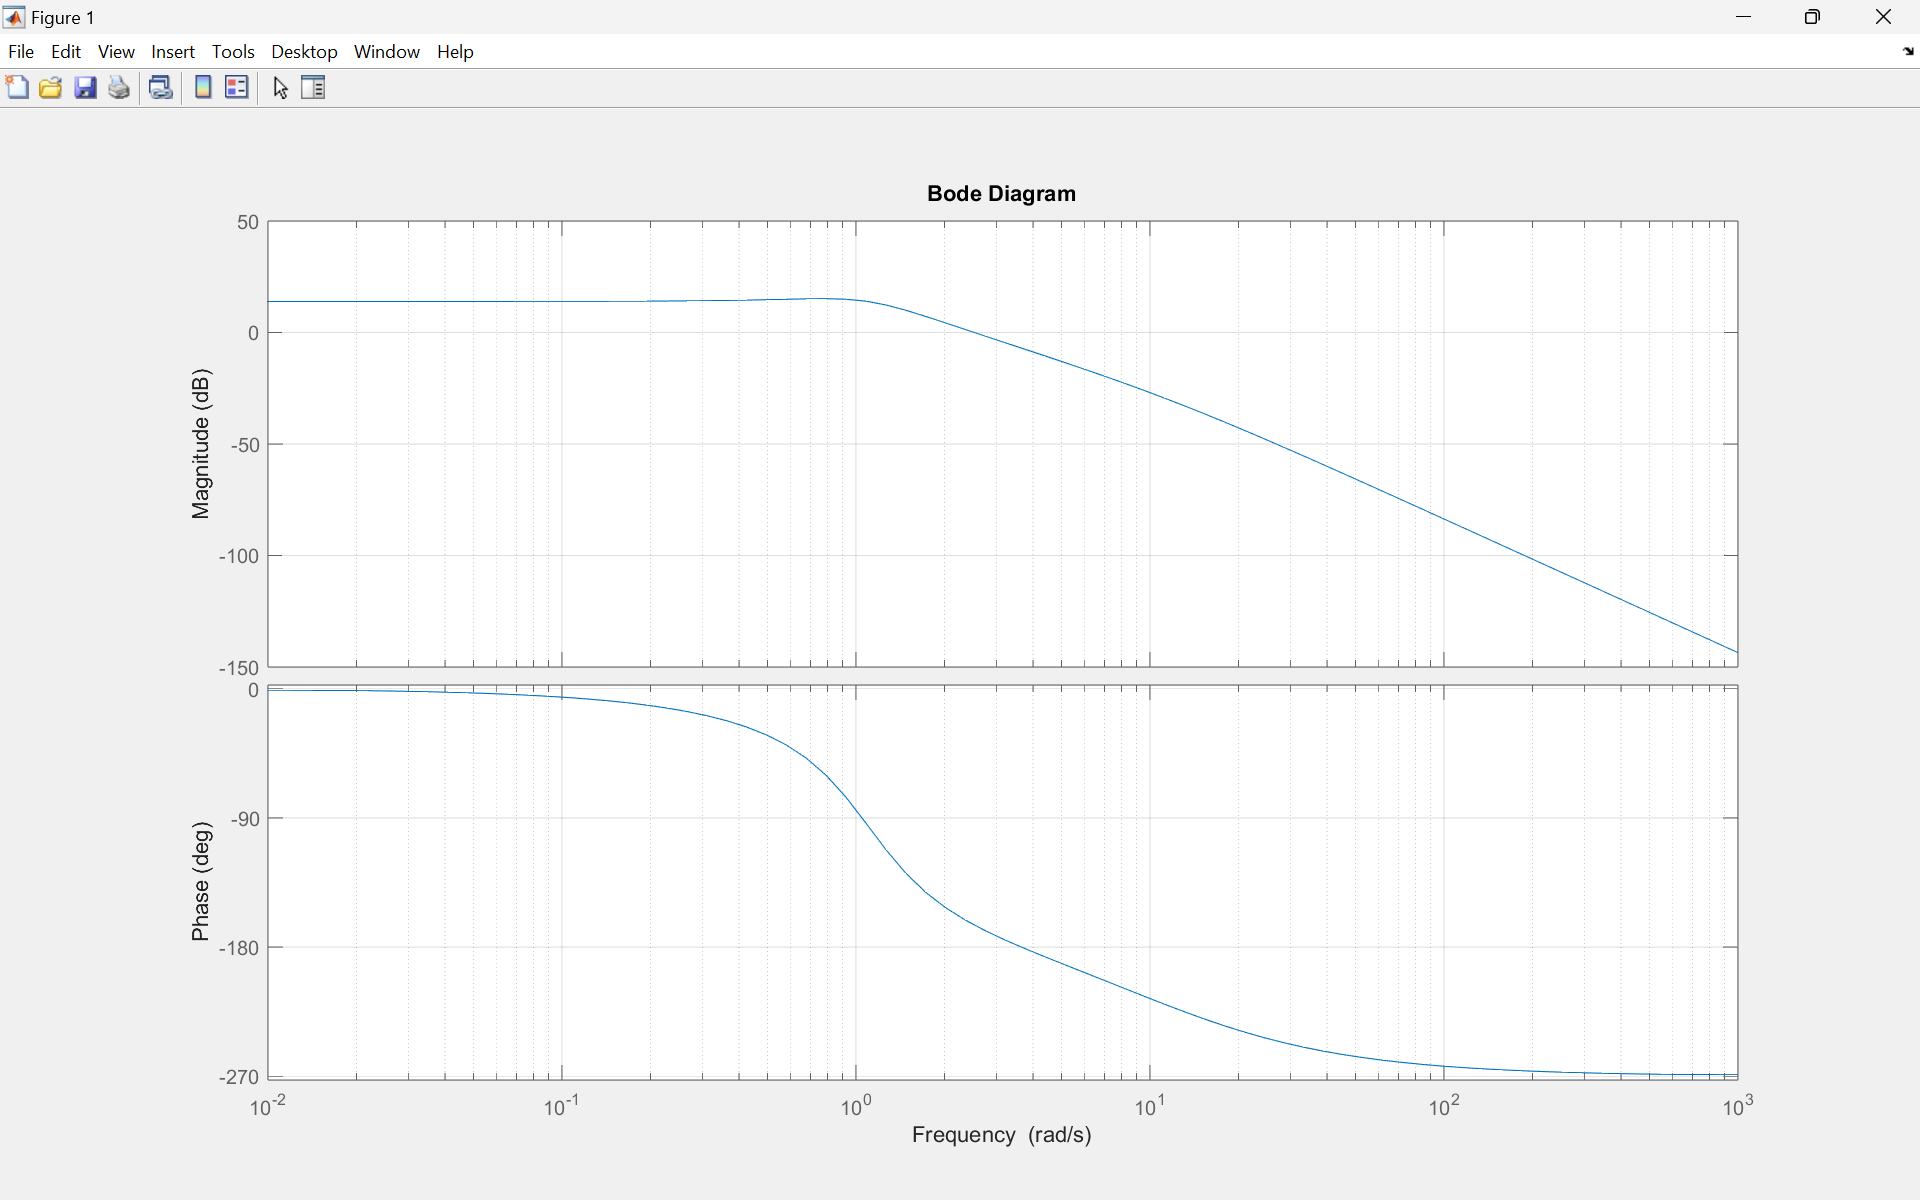 Figure 1
File Edit View Insert Tools Desktop Window Help
Bode Diagram
50
0
-50
-100
-150
Magnitude (dB)
0
-90
-180
-270
Phase (deg)
10^-2 10^-1 10^0 10^1 10^2 10^3
Frequency (rad/s)